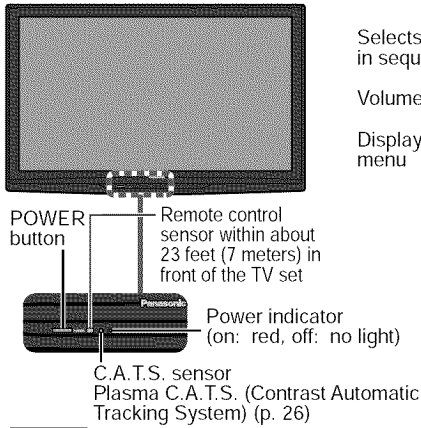 Selects
in sequ
Volume
Display
menu
POWER
button
Remote control
sensor within about
23 feet (7 meters) in
front of the TV set
Panasonic
Power indicator
(on: red, off: no light)
C.A.T.S. sensor
Plasma C.A.T.S. (Contrast Automatic
Tracking System) (p. 26)